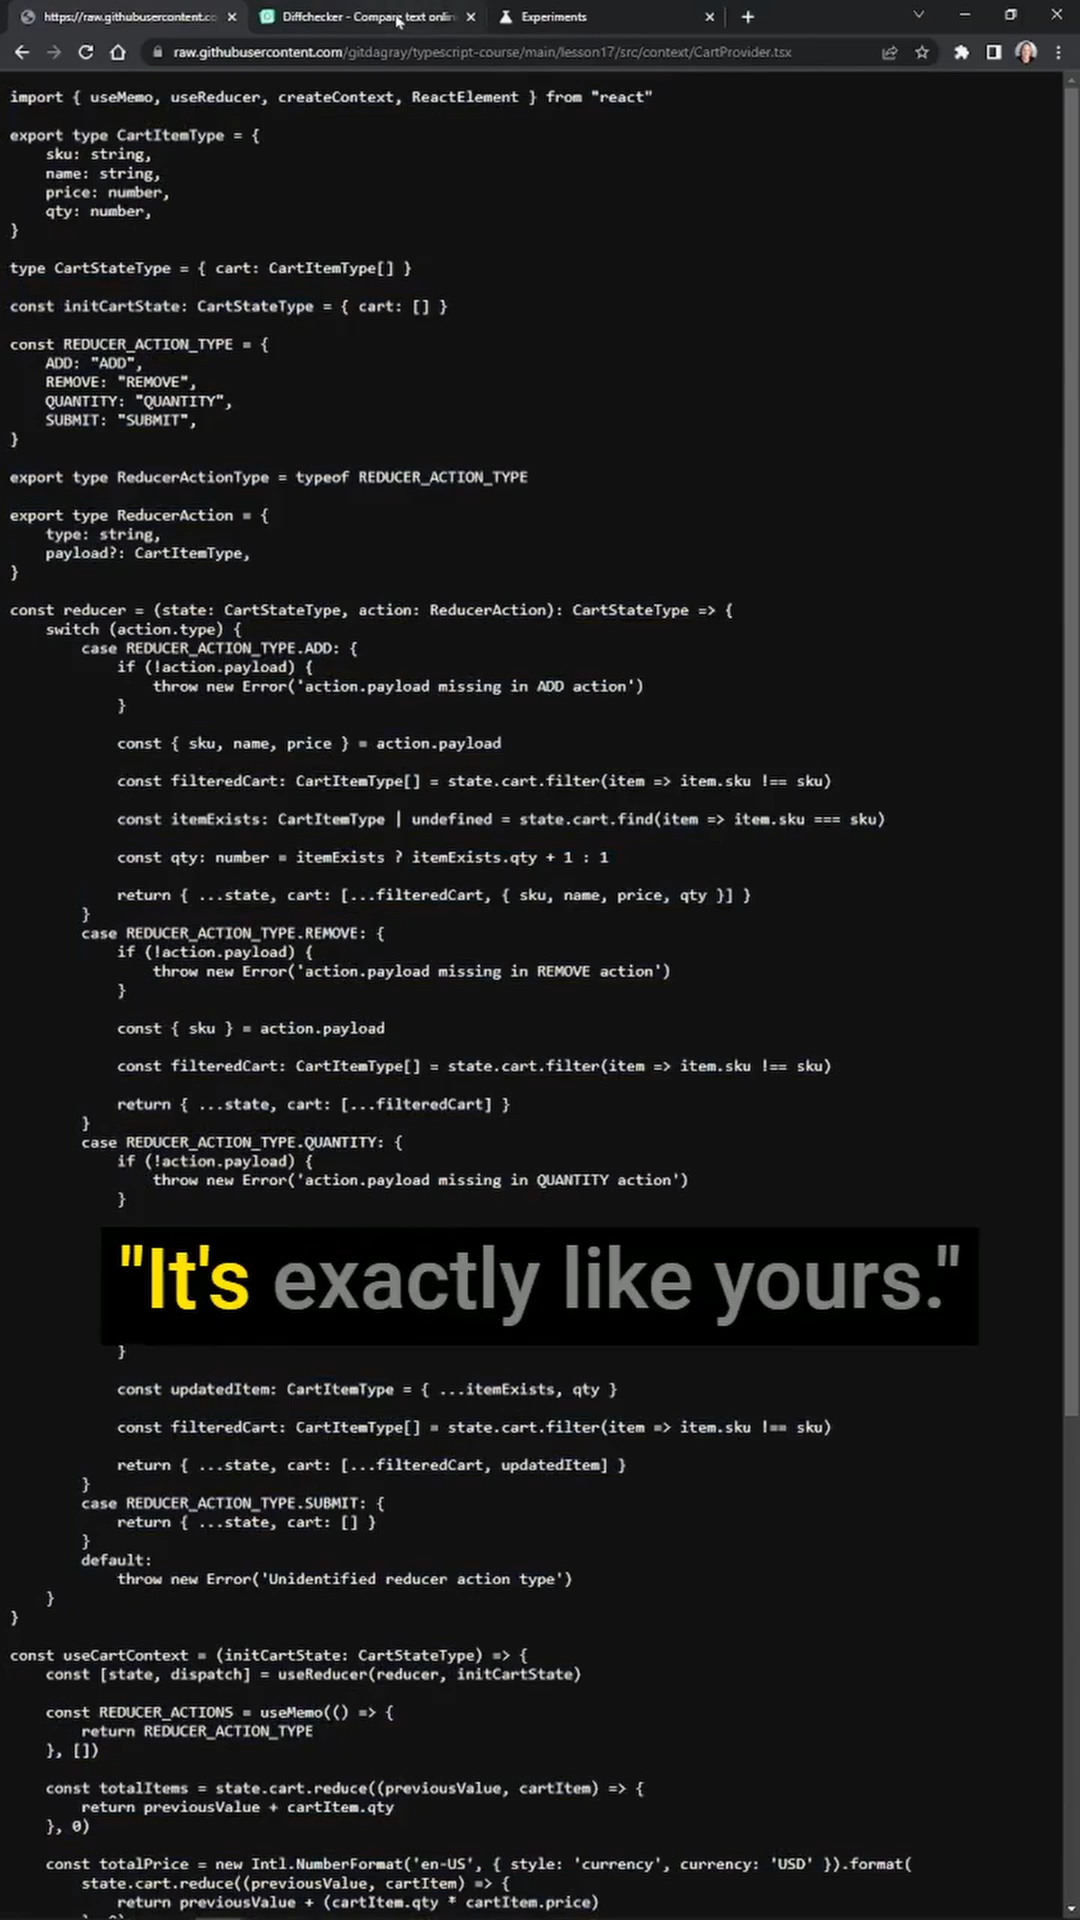 https://raw.githubusercontent.co
Diffchecker - Compare text onlin
Experiments
raw.githubusercontent.com/gitdagray/typescript-course/main/lesson17/src/context/CartProvider.tsx
import { useMemo, useReducer, createContext, ReactElement } from "react"
export type CartItemType = {
    sku: string,
    name: string,
    price: number,
    qty: number,
}
type CartStateType = { cart: CartItemType[] }
const initCartState: CartStateType = { cart: [] }
const REDUCER_ACTION_TYPE = {
    ADD: "ADD",
    REMOVE: "REMOVE",
    QUANTITY: "QUANTITY",
    SUBMIT: "SUBMIT",
}
export type ReducerActionType = typeof REDUCER_ACTION_TYPE
export type ReducerAction = {
    type: string,
    payload?: CartItemType,
}
const reducer = (state: CartStateType, action: ReducerAction): CartStateType => {
    switch (action.type) {
        case REDUCER_ACTION_TYPE.ADD: {
            if (!action.payload) {
                throw new Error('action.payload missing in ADD action')
            }
            const { sku, name, price } = action.payload
            const filteredCart: CartItemType[] = state.cart.filter(item => item.sku !== sku)
            const itemExists: CartItemType | undefined = state.cart.find(item => item.sku === sku)
            const qty: number = itemExists ? itemExists.qty + 1 : 1
            return { ...state, cart: [...filteredCart, { sku, name, price, qty }] }
        }
        case REDUCER_ACTION_TYPE.REMOVE: {
            if (!action.payload) {
                throw new Error('action.payload missing in REMOVE action')
            }
            const { sku } = action.payload
            const filteredCart: CartItemType[] = state.cart.filter(item => item.sku !== sku)
            return { ...state, cart: [...filteredCart] }
        }
        case REDUCER_ACTION_TYPE.QUANTITY: {
            if (!action.payload) {
                throw new Error('action.payload missing in QUANTITY action')
            }
"It's exactly like yours."
            }
            const updatedItem: CartItemType = { ...itemExists, qty }
            const filteredCart: CartItemType[] = state.cart.filter(item => item.sku !== sku)
            return { ...state, cart: [...filteredCart, updatedItem] }
        }
        case REDUCER_ACTION_TYPE.SUBMIT: {
            return { ...state, cart: [] }
        }
        default:
            throw new Error('Unidentified reducer action type')
    }
}
const useCartContext = (initCartState: CartStateType) => {
    const [state, dispatch] = useReducer(reducer, initCartState)
    const REDUCER_ACTIONS = useMemo(() => {
        return REDUCER_ACTION_TYPE
    }, [])
    const totalItems = state.cart.reduce((previousValue, cartItem) => {
        return previousValue + cartItem.qty
    }, 0)
    const totalPrice = new Intl.NumberFormat('en-US', { style: 'currency', currency: 'USD' }).format(
        state.cart.reduce((previousValue, cartItem) => {
            return previousValue + (cartItem.qty * cartItem.price)